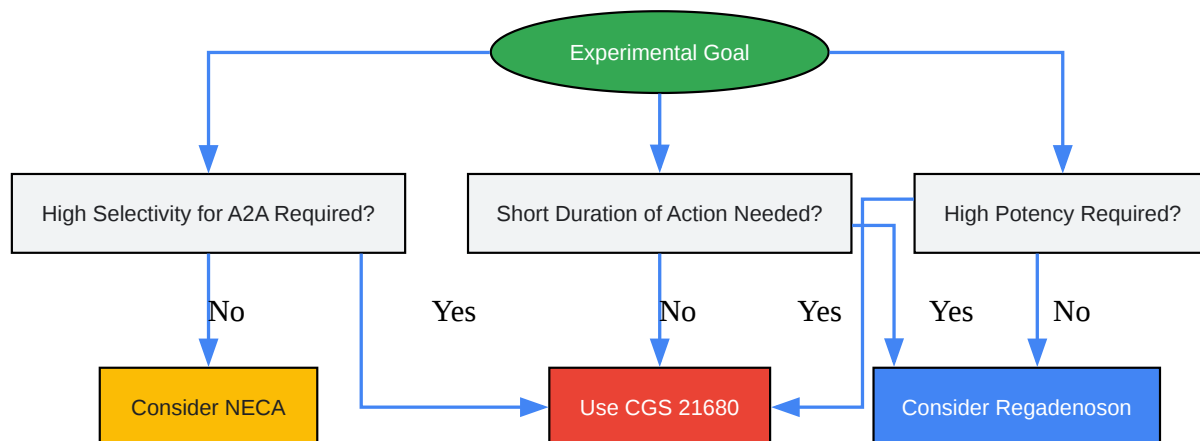 Experimental Goal
High Selectivity for A2A Required?
Short Duration of Action Needed?
High Potency Required?
No
Yes
No
Yes
Yes
No
Consider NECA
Use CGS 21680
Consider Regadenoson